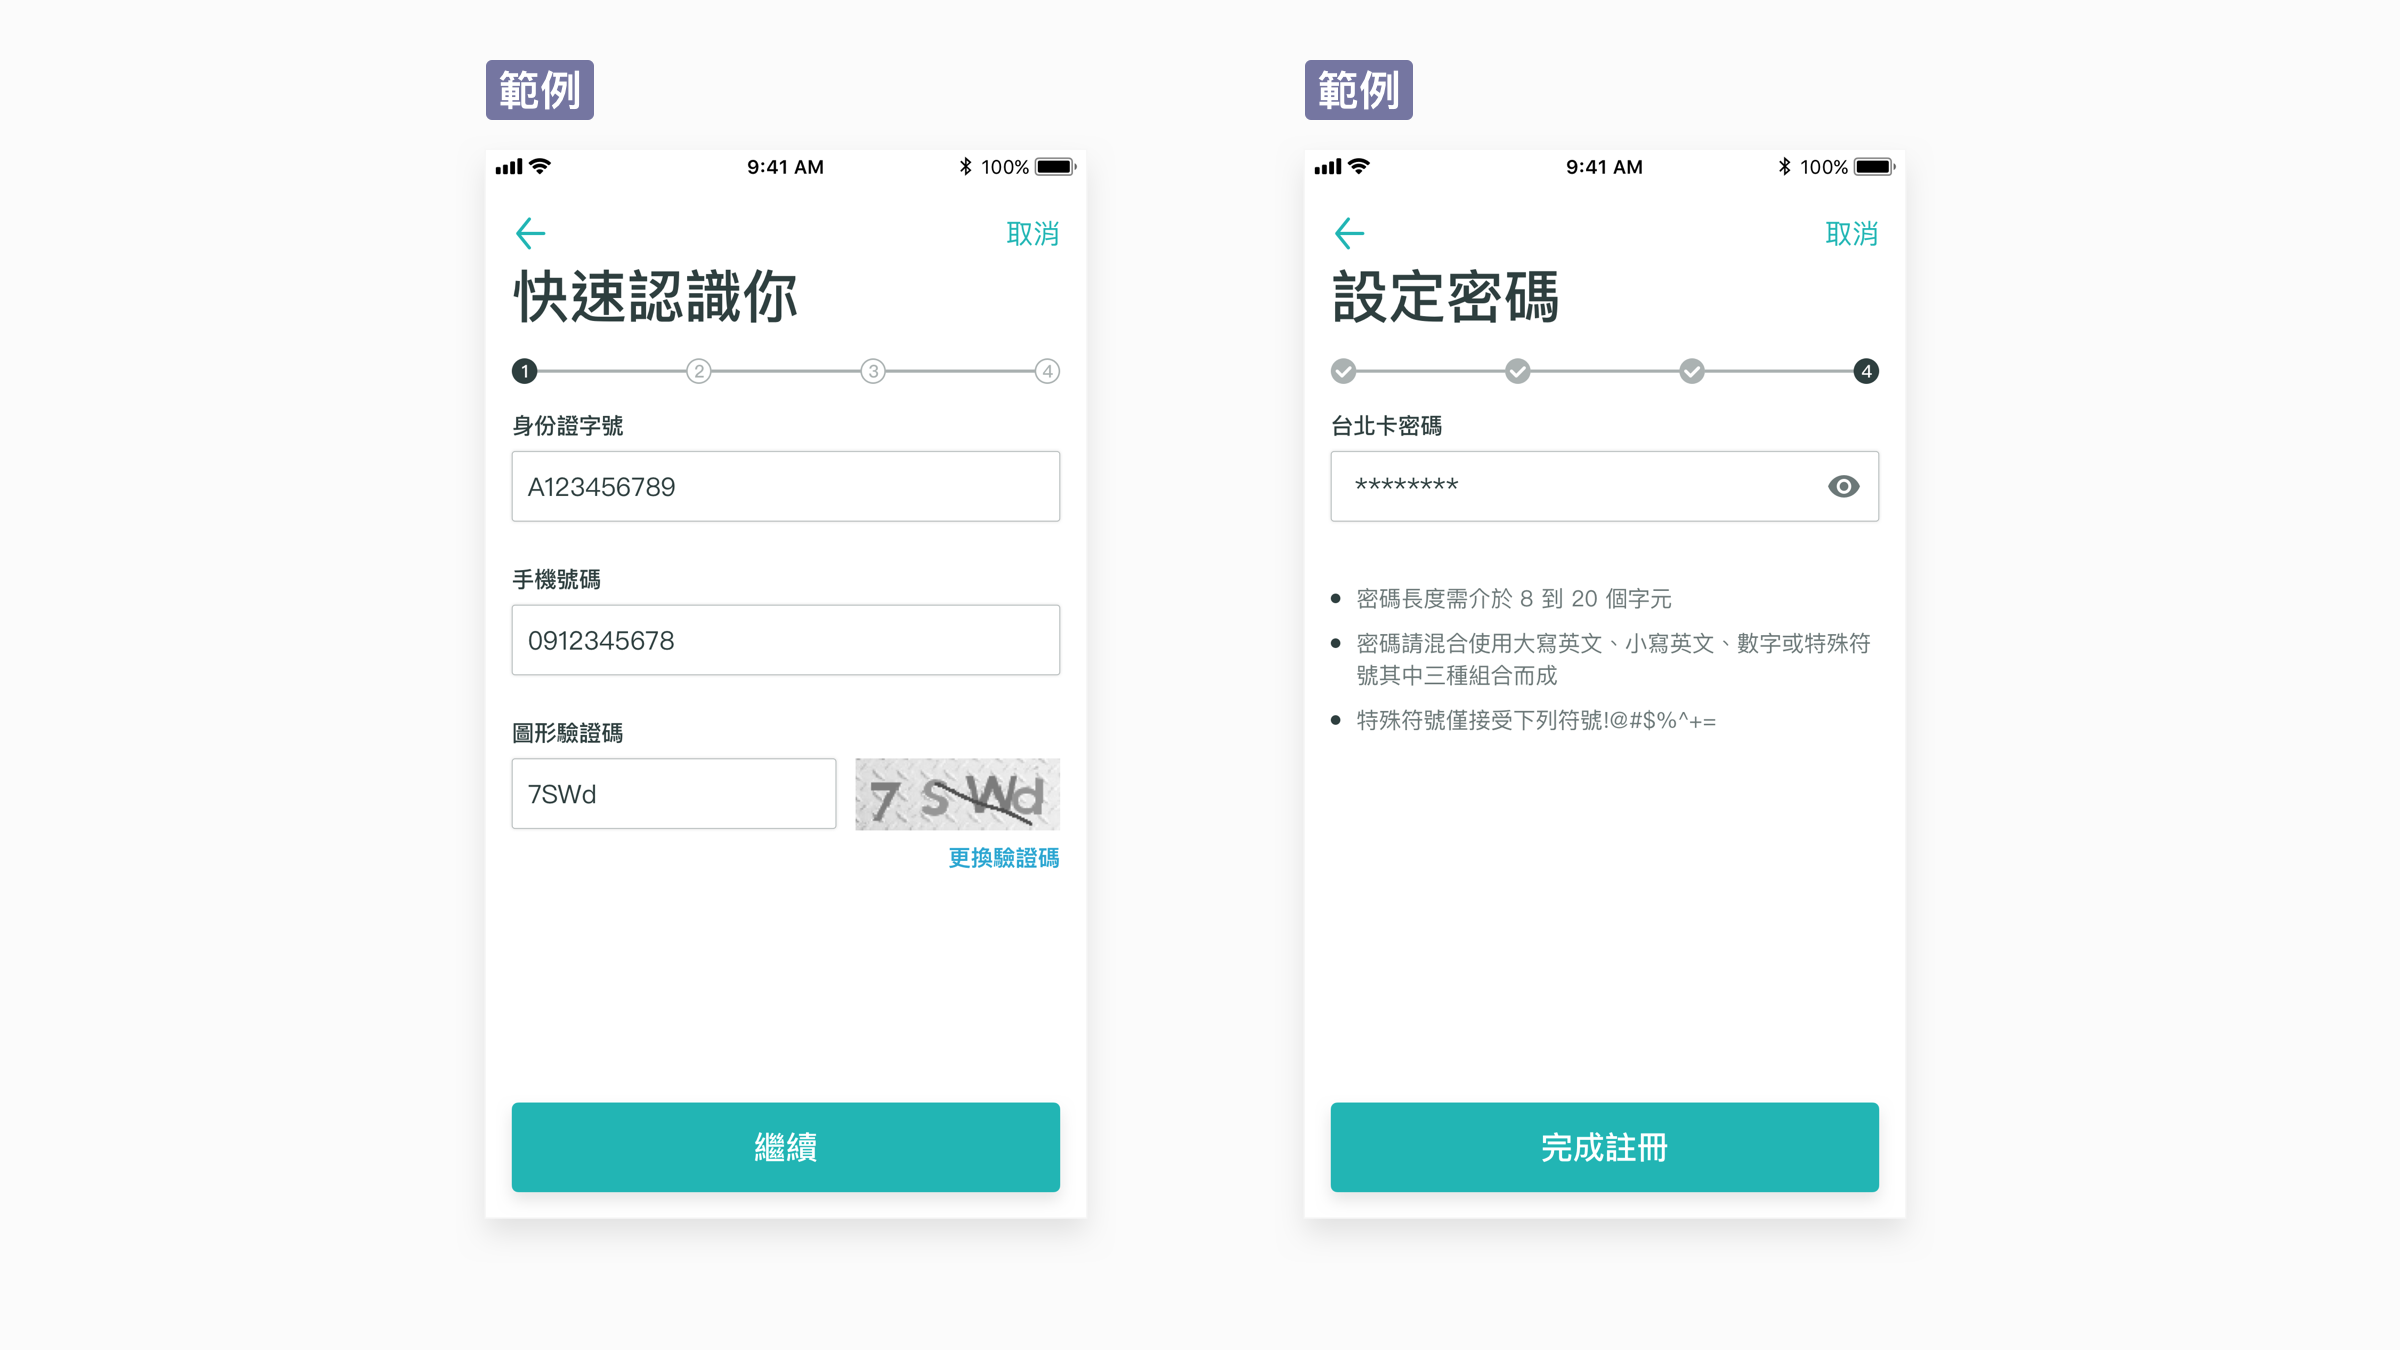 範例
9:41 AM
100%
取消
快速認識你
1 2 3 4
身份證字號
A123456789
手機號碼
0912345678
圖形驗證碼
7SWd
7SWd
更換驗證碼
繼續
範例
9:41 AM
100%
取消
設定密碼
4
台北卡密碼
********
密碼長度需介於 8 到 20 個字元
密碼請混合使用大寫英文、小寫英文、數字或特殊符
號其中三種組合而成
特殊符號僅接受下列符號!@#$%^+=
完成註冊